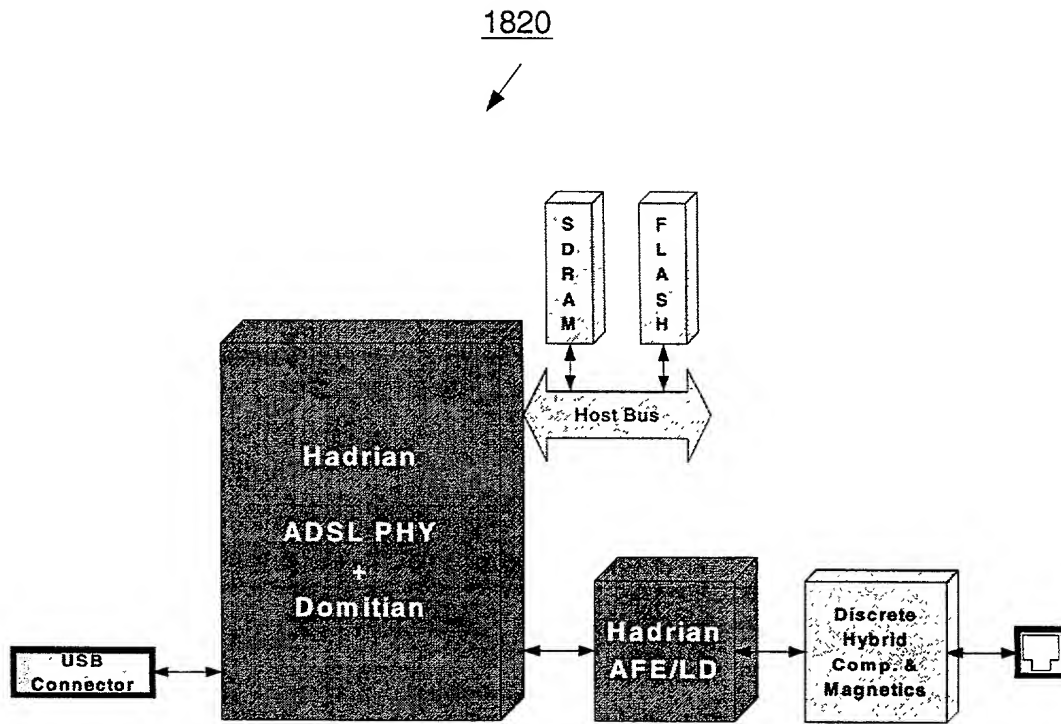 1820
S
D
R
A
M
F
L
A
S
H
Host Bus
Hadrian
ADSL PHY
+
Domitian
USB
Connector
Hadrian
AFE/LD
Discrete
Hybrid
Comp. &
Magnetics